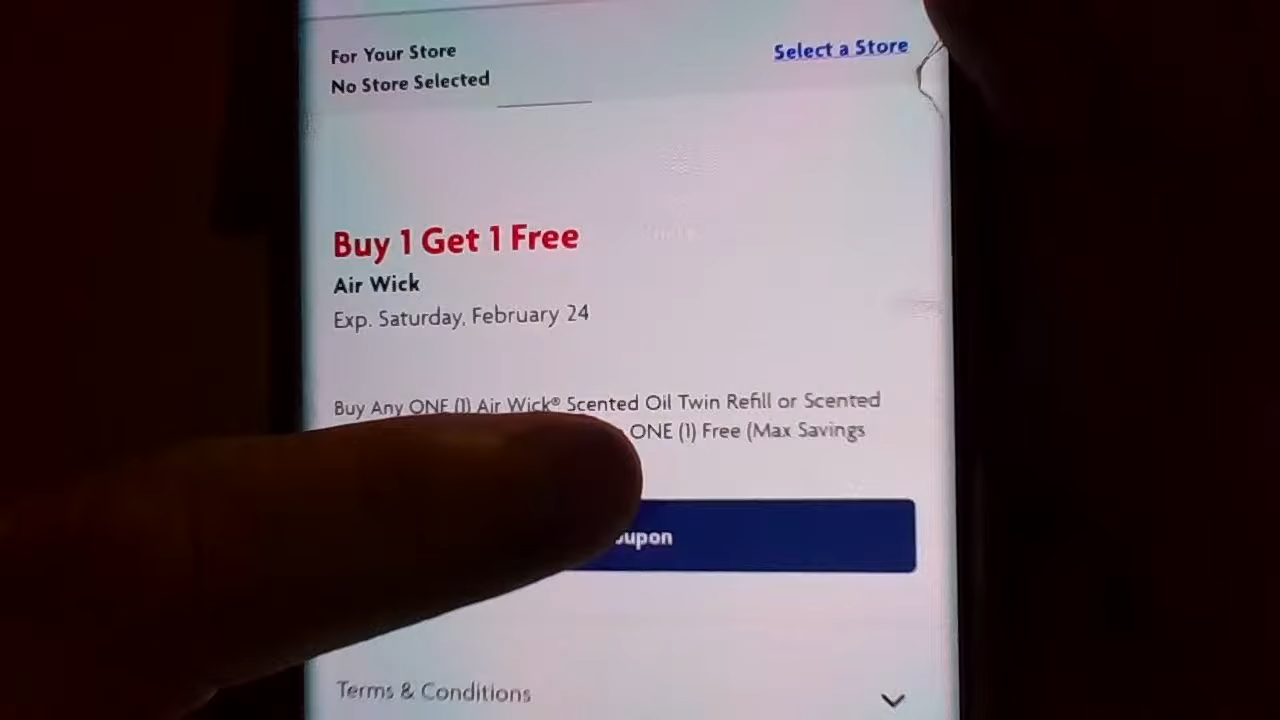 For Your Store
Select a Store
No Store Selected
Buy 1 Get 1 Free
Air Wick
Exp. Saturday, February 24
Buy Any ONE (1) Air Wick® Scented Oil Twin Refill or Scented
ONE (1) Free (Max Savings
Terms & Conditions